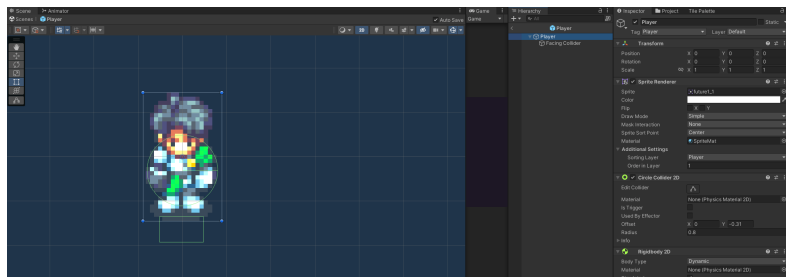 Scene
Animator
Scenes
Player
Auto Save
2D
Game
Game
Hierarchy
All
Player
Player
Facing Collider
Inspector
Project
Tile Palette
Player
Static
Tag Player
Layer Default
Transform
Position X 0 Y 0 Z 0
Rotation X 0 Y 0 Z 0
Scale X 1 Y 1 Z 1
Sprite Renderer
Sprite future1_1
Color
Flip X Y
Draw Mode Simple
Mask Interaction None
Sprite Sort Point Center
Material SpriteMat
Additional Settings
Sorting Layer Player
Order in Layer 1
Circle Collider 2D
Edit Collider
Material None (Physics Material 2D)
Is Trigger
Used By Effector
Offset X 0 Y -0.31
Radius 0.6
Info
Rigidbody 2D
Body Type Dynamic
Material None (Physics Material 2D)